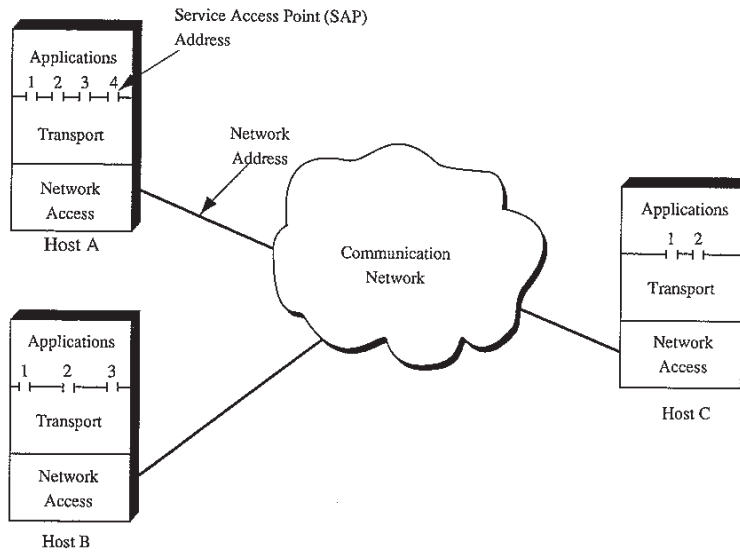 Service Access Point (SAP)
Address
Applications
1 2 3 4
Transport
Network
Access
Host A
Network
Address
Communication
Network
Applications
1 2
Transport
Network
Access
Host C
Applications
1 2 3
Transport
Network
Access
Host B